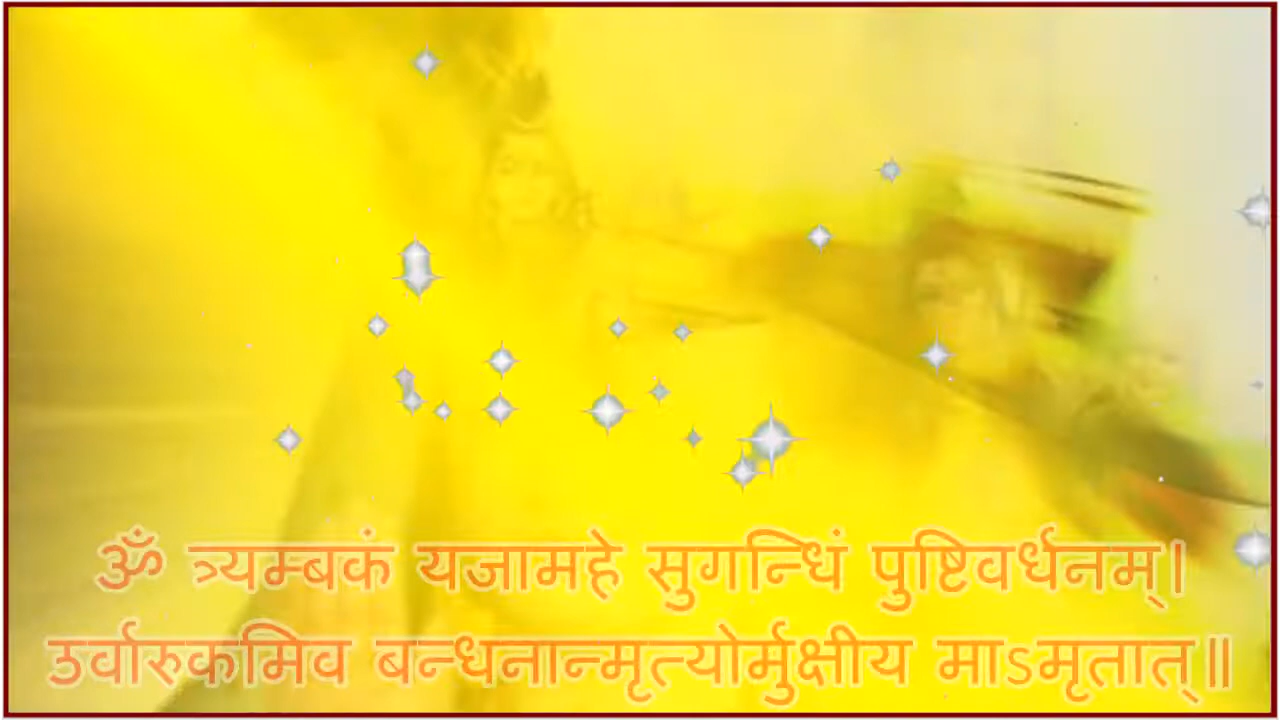 ॐ त्र्यम्बकं यजामहे सुगन्धिं पुष्टिवर्धनम्।
उर्वारुकमिव बन्धनान्मृत्योर्मुक्षीय माऽमृतात्॥